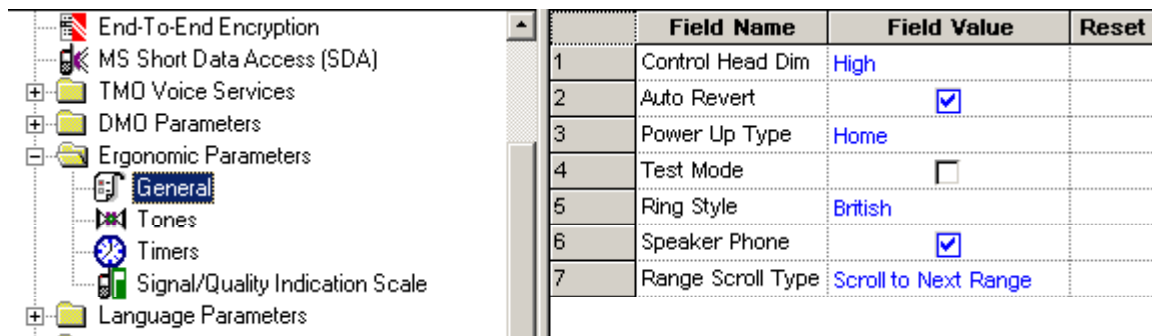 End-To-End Encryption
MS Short Data Access (SDA)
TMO Voice Services
DMO Parameters
Ergonomic Parameters
General
Tones
Timers
Signal/Quality Indication Scale
Language Parameters
Field Name Field Value Reset
1 Control Head Dim High
2 Auto Revert
3 Power Up Type Home
4 Test Mode
5 Ring Style British
6 Speaker Phone
7 Range Scroll Type Scroll to Next Range